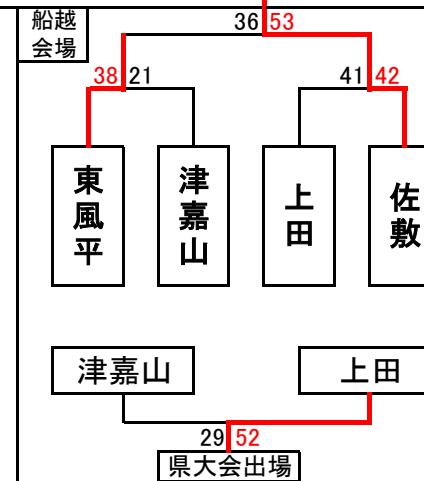 船越
会場
36 53
38 21
41 42
東風平
津嘉山
上田
佐敷
津嘉山
上田
29 52
県大会出場